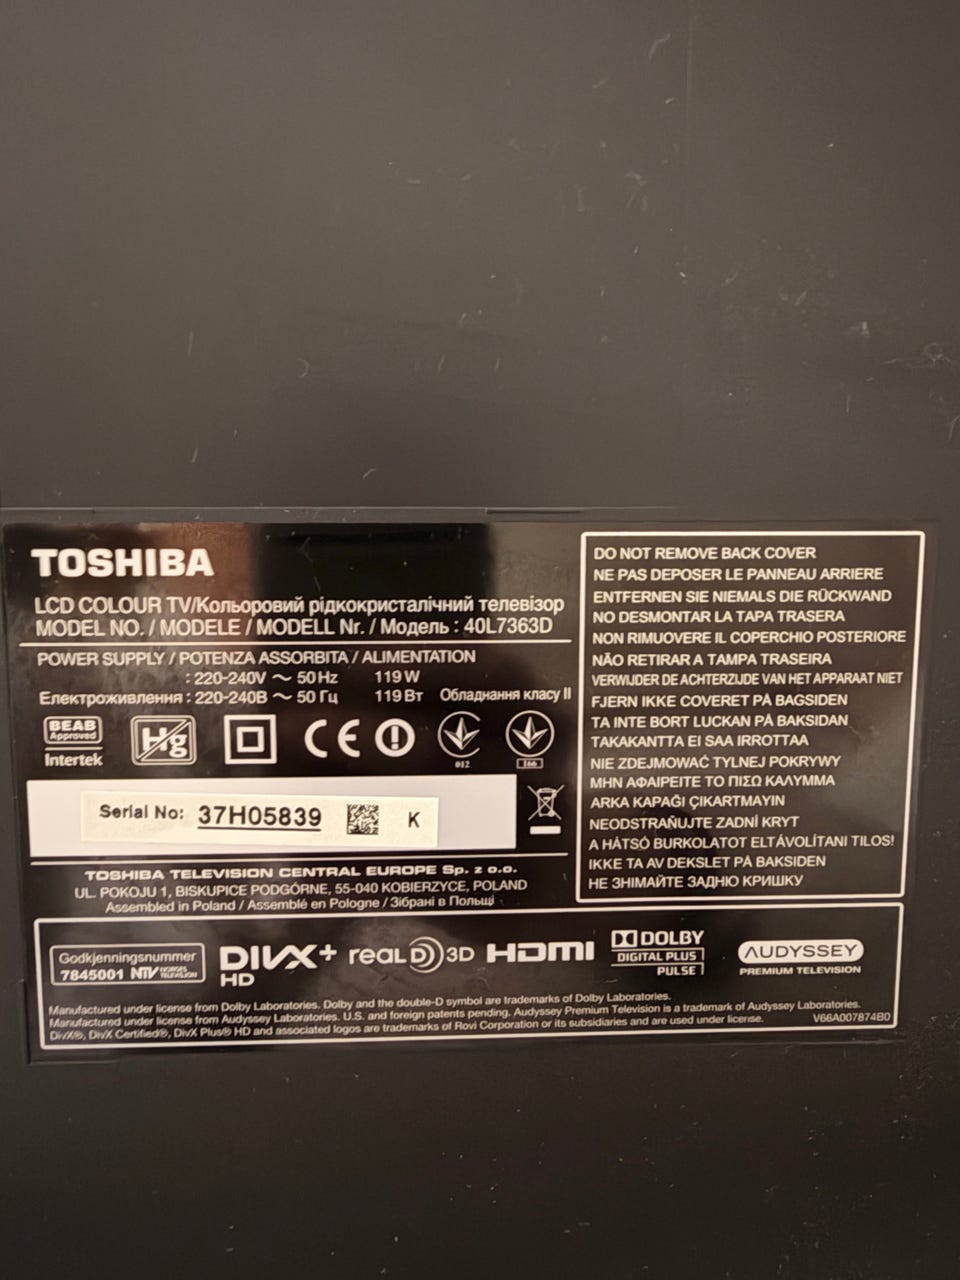 TOSHIBA
LCD COLOUR TV/Кольоровий рідкокристалічний телевізор
MODEL NO. / MODELE / MODELL Nr. / Модель : 40L7363D
POWER SUPPLY / POTENZA ASSORBITA / ALIMENTATION
: 220-240V ～ 50 Hz 119 W
Електроживлення : 220-240В ～ 50 Гц 119 Вт Обладнання класу II
BEAB
Approved
Intertek
Hg
CE
012
166
Serial No: 37H05839 K
TOSHIBA TELEVISION CENTRAL EUROPE Sp. z o.o.
UL. POKOJU 1, BISKUPICE PODGÓRNE, 55-040 KOBIERZYCE, POLAND
Assembled in Poland / Assemblé en Pologne / Зібрані в Польщі
DO NOT REMOVE BACK COVER
NE PAS DEPOSER LE PANNEAU ARRIERE
ENTFERNEN SIE NIEMALS DIE RÜCKWAND
NO DESMONTAR LA TAPA TRASERA
NON RIMUOVERE IL COPERCHIO POSTERIORE
NÃO RETIRAR A TAMPA TRASEIRA
VERWIJDER DE ACHTERZIJDE VAN HET APPARAAT NIET
FJERN IKKE COVERET PÅ BAGSIDEN
TA INTE BORT LUCKAN PÅ BAKSIDAN
TAKAKANTTA EI SAA IRROTTAA
NIE ZDEJMOWAĆ TYLNEJ POKRYWY
ΜΗΝ ΑΦΑΙΡΕΙΤΕ ΤΟ ΠΙΣΩ ΚΑΛΥΜΜΑ
ARKA KAPAĞI ÇIKARTMAYIN
NEODSTRAŇUJTE ZADNÍ KRYT
A HÁTSÓ BURKOLATOT ELTÁVOLÍTANI TILOS!
IKKE TA AV DEKSLET PÅ BAKSIDEN
НЕ ЗНІМАЙТЕ ЗАДНЮ КРИШКУ
Godkjenningsnummer
7845001 NTV NORGES TELEVISJON
DIVX+ HD
REAL D 3D
HDMI
DOLBY
DIGITAL PLUS
PULSE
AUDYSSEY
PREMIUM TELEVISION
Manufactured under license from Dolby Laboratories. Dolby and the double-D symbol are trademarks of Dolby Laboratories.
Manufactured under license from Audyssey Laboratories. U.S. and foreign patents pending. Audyssey Premium Television is a trademark of Audyssey Laboratories.
DivX®, DivX Certified®, DivX Plus® HD and associated logos are trademarks of Rovi Corporation or its subsidiaries and are used under license.
V66A007874B0